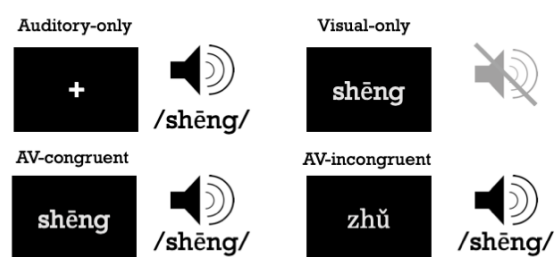 Auditory-only
+
/shēng/
Visual-only
shēng
AV-congruent
shēng
/shēng/
AV-incongruent
zhǔ
/shēng/